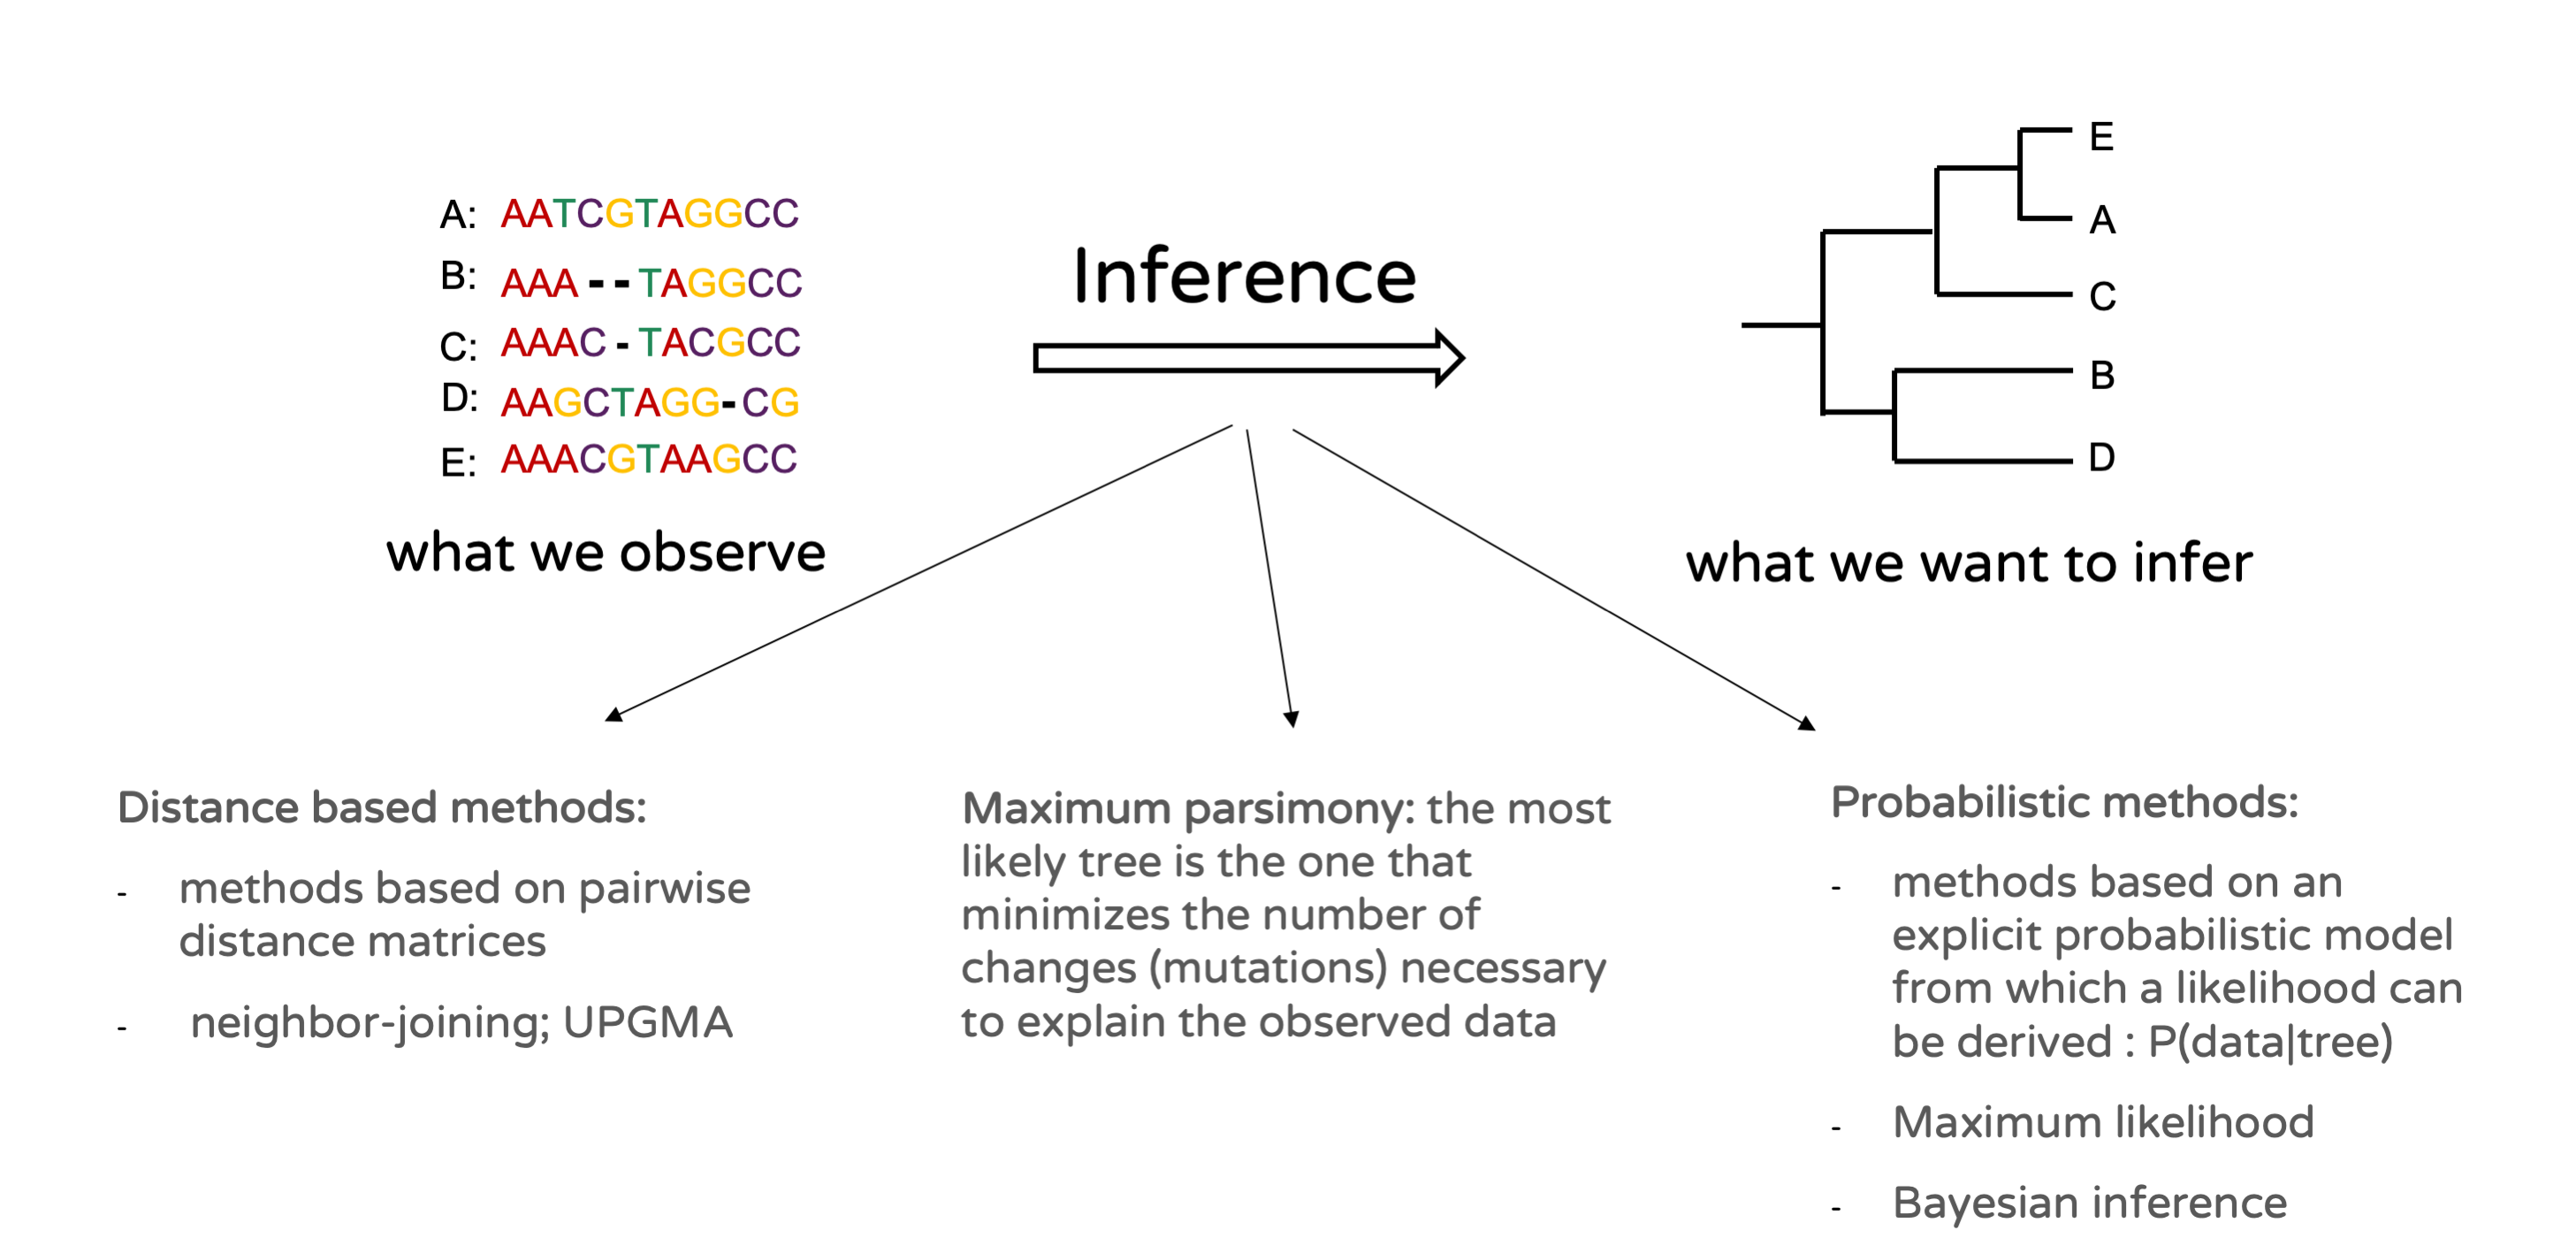 A: AATCGTAGGCC
B: AAA--TAGGCC
C: AAAC-TACGCC
D: AAGCTAGG-CG
E: AAACGTAAGCC
what we observe
Inference
E
A
C
B
D
what we want to infer
Distance based methods:
- methods based on pairwise
distance matrices
- neighbor-joining; UPGMA
Maximum parsimony: the most
likely tree is the one that
minimizes the number of
changes (mutations) necessary
to explain the observed data
Probabilistic methods:
- methods based on an
explicit probabilistic model
from which a likelihood can
be derived : P(data|tree)
- Maximum likelihood
- Bayesian inference